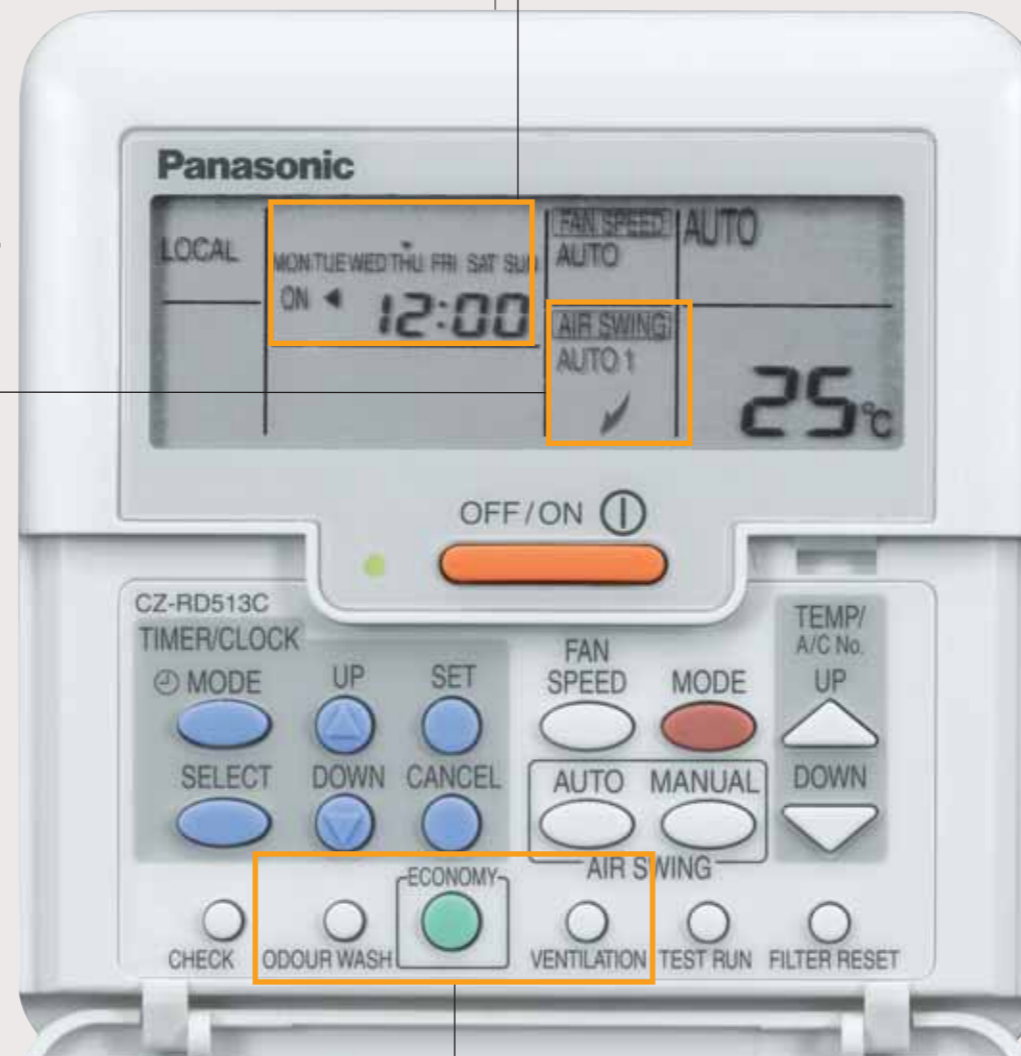 Panasonic
LOCAL
MON TUE WED THU FRI SAT SUN
ON ◀ 12:00
FAN SPEED
AUTO
AUTO
AIR SWING
AUTO 1
25°C
OFF/ON
CZ-RD513C
TIMER/CLOCK
MODE UP SET
SELECT DOWN CANCEL
FAN
SPEED MODE
AUTO MANUAL
AIR SWING
TEMP/
A/C No.
UP
DOWN
ECONOMY
CHECK ODOUR WASH VENTILATION TEST RUN FILTER RESET